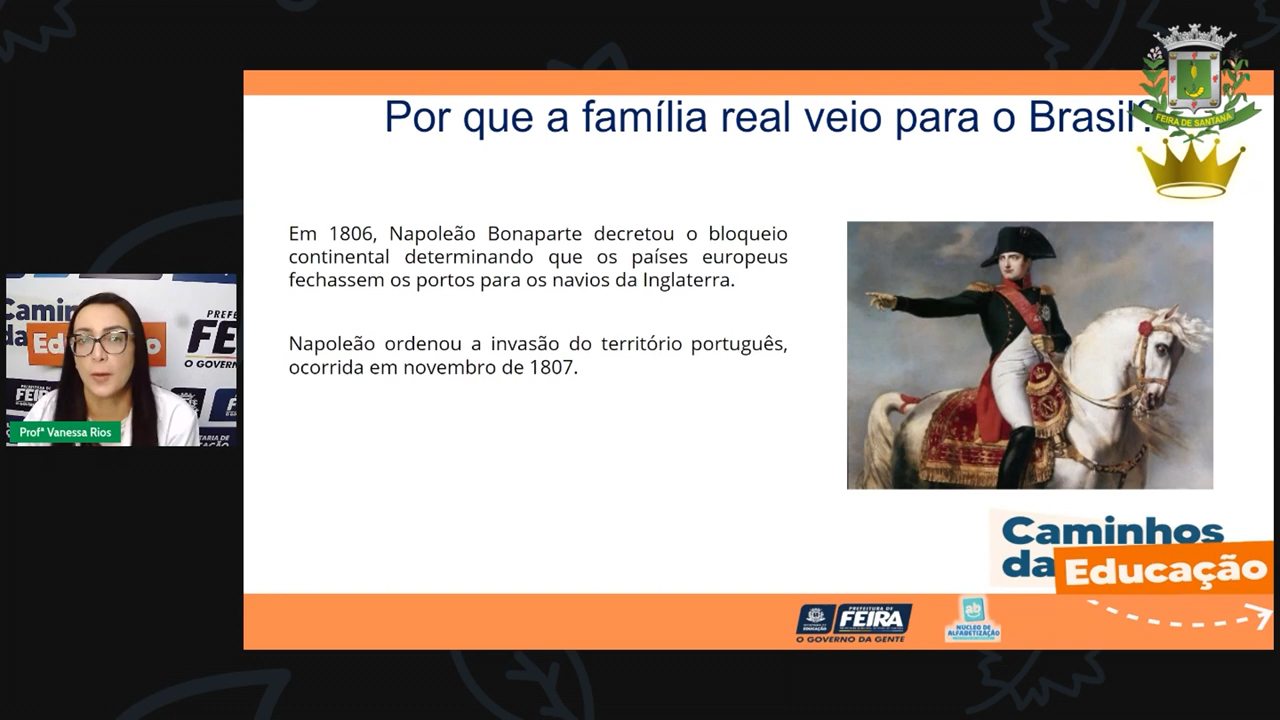 Por que a família real veio para o Brasil?
FEIRA DE SANTANA
Em 1806, Napoleão Bonaparte decretou o bloqueio
continental determinando que os países europeus
fechassem os portos para os navios da Inglaterra.
Napoleão ordenou a invasão do território português,
ocorrida em novembro de 1807.
Profª Vanessa Rios
Caminhos
da Educação
PREFEITURA DE
FEIRA
O GOVERNO DA GENTE
EDUCAÇÃO
ab
NÚCLEO DE
ALFABETIZAÇÃO